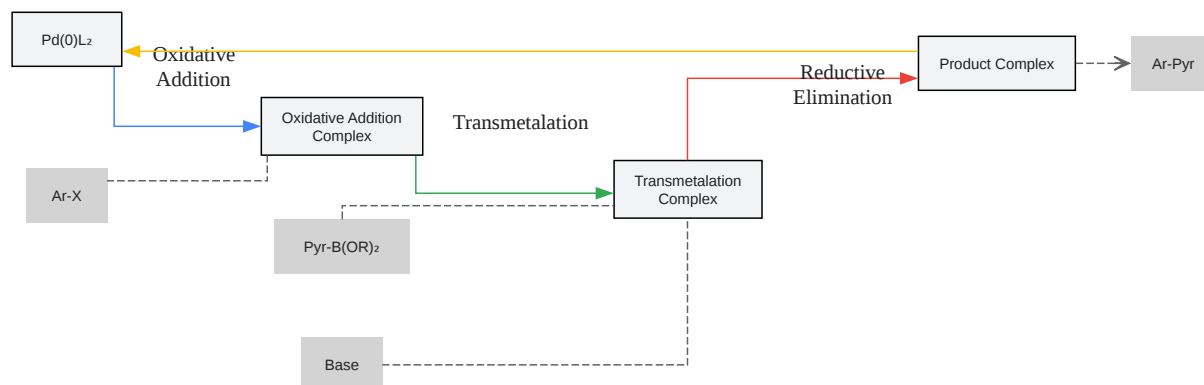 Pd(0)L₂
Oxidative
Addition
Reductive
Elimination
Product Complex
Ar-Pyr
Oxidative Addition
Complex
Transmetalation
Transmetalation
Complex
Ar-X
Pyr-B(OR)₂
Base